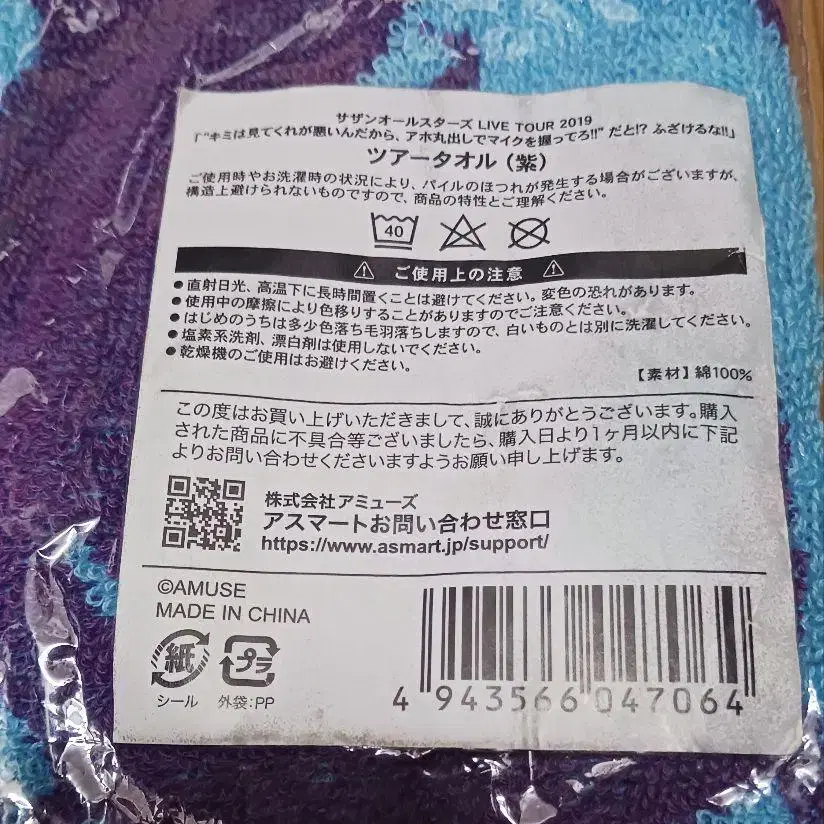 サザンオールスターズ LIVE TOUR 2019
「"キミは見てくれが悪いんだから、アホ丸出しでマイクを握ってろ!!" だと!? ふざけるな!!」
ツアータオル(紫)
ご使用時やお洗濯時の状況により、パイルのほつれが発生する場合がございますが、
構造上避けられないものですので、商品の特性とご理解ください。
40
ご使用上の注意
●直射日光、高温下に長時間置くことは避けてください。変色の恐れがあります。
●使用中の摩擦により色移りすることがありますのでご注意ください。
●はじめのうちは多少色落ち毛羽落ちしますので、白いものとは別に洗濯してください。
●塩素系洗剤、漂白剤は使用しないでください。
●乾燥機のご使用はお避けください。
【素材】綿100%
この度はお買い上げいただきまして、誠にありがとうございます。購入
された商品に不具合等ございましたら、購入日より1ヶ月以内に下記
よりお問い合わせくださいますようお願い申し上げます。
株式会社アミューズ
アスマートお問い合わせ窓口
https://www.asmart.jp/support/
©AMUSE
MADE IN CHINA
紙 プラ
シール 外袋:PP
4 943566 047064